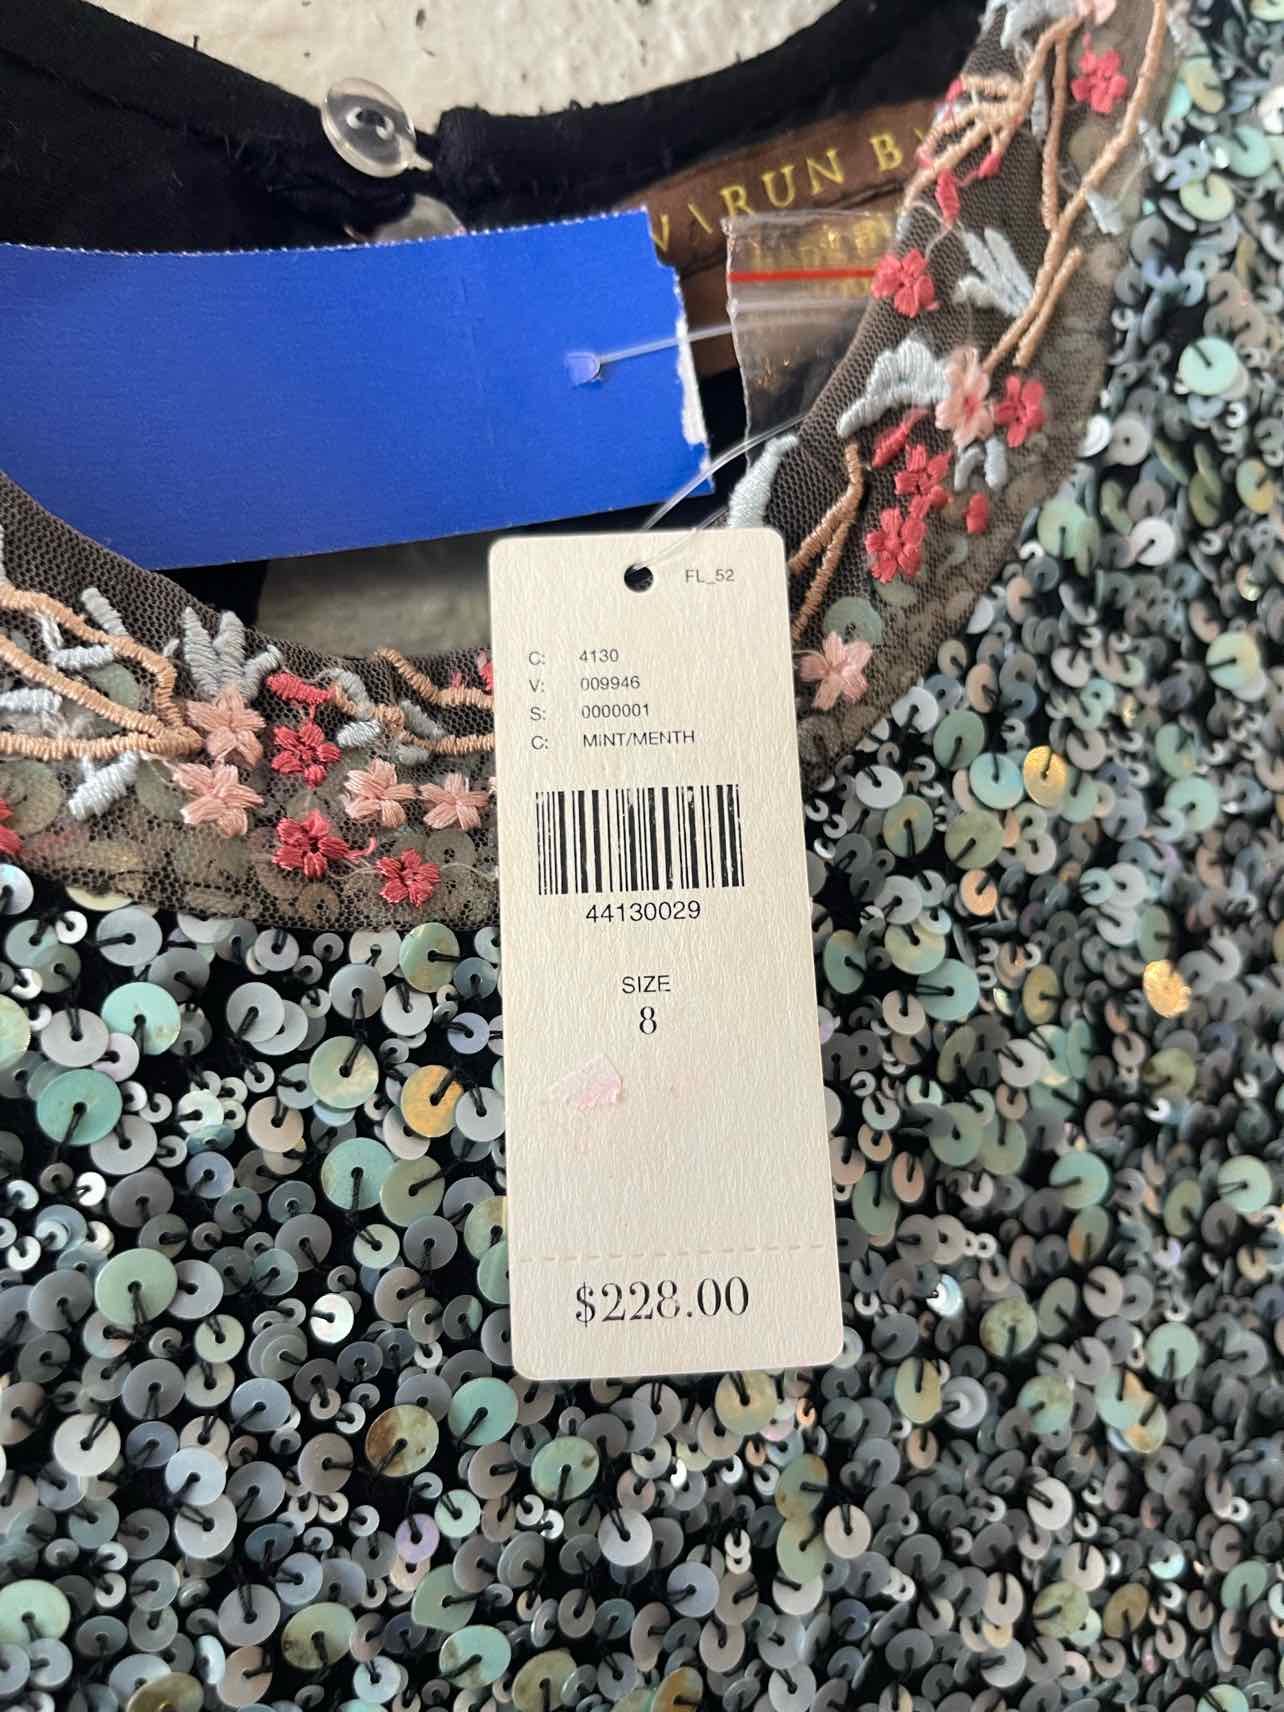 VARUN B
FL_52
C: 4130
V: 009946
S: 0000001
C: MINT/MENTH
44130029
SIZE
8
$228.00